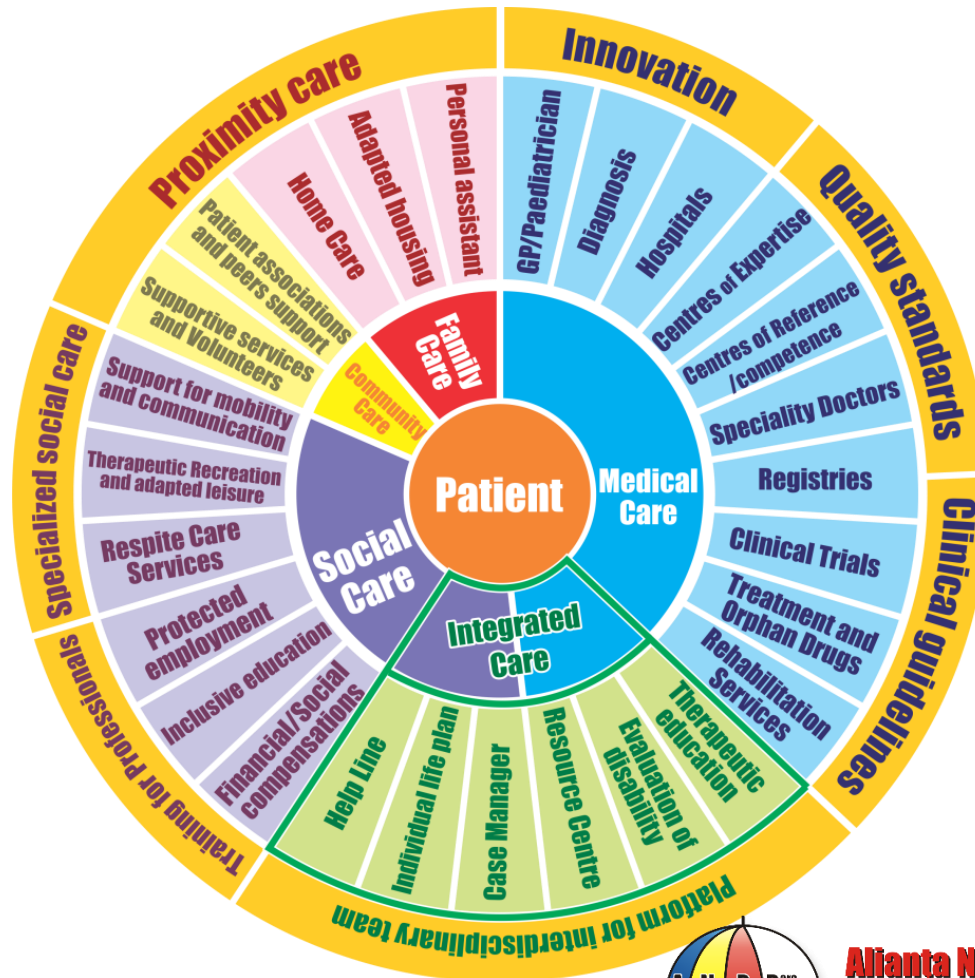 Innovation
Quality standards
Clinical guidelines
Platform for interdisciplinary team
Training for Professionals
Specialized social care
Proximity care
GP/Paediatrician
Diagnosis
Hospitals
Centres of Expertise
Centres of Reference
/competence
Speciality Doctors
Registries
Clinical Trials
Treatment and
Orphan Drugs
Rehabilitation
Services
Therapeutic
education
Evaluation of
disability
Resource Centre
Case Manager
Individual life plan
Help Line
Financial/Social
compensations
Inclusive education
Protected
employment
Respite Care
Services
Therapeutic Recreation
and adapted leisure
Support for mobility
and communication
Supportive services
and Volunteers
Patient associations
and peers support
Home Care
Adapted housing
Personal assistant
Family
Care
Community
Care
Social
Care
Integrated
Care
Medical
Care
Patient
Alianta N